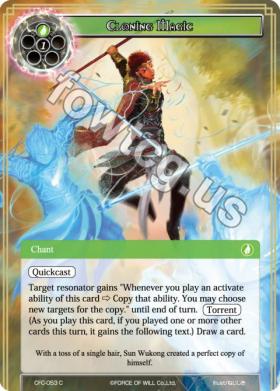 Cloning Magic
fowtcg.us
Chant
Quickcast
Target resonator gains "Whenever you play an activate
ability of this card ⇨ Copy that ability. You may choose
new targets for the copy." until end of turn. Torrent
(As you play this card, if you played one or more other
cards this turn, it gains the following text.) Draw a card.
With a toss of a single hair, Sun Wukong created a perfect copy of
himself.
CFC-053 C
©FORCE OF WILL Co.,Ltd.